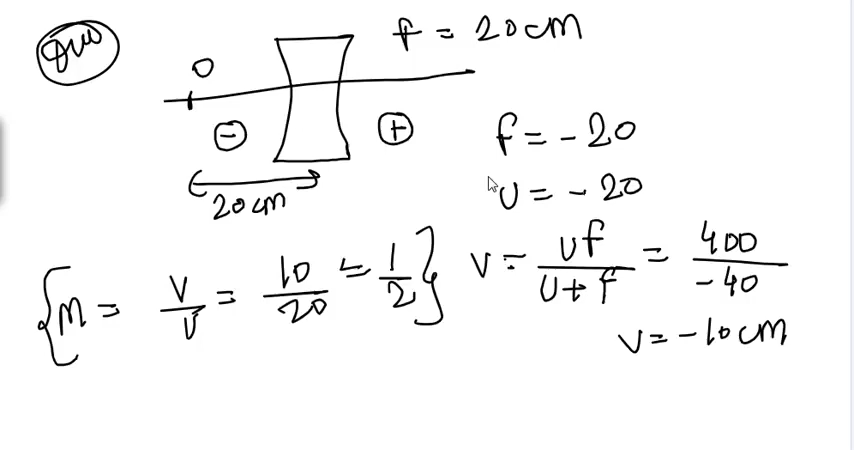 Que
f = 20cm
O
⊖ ⊕
20cm
f = -20
U = -20
{M = V/U = 10/20 = 1/2}
V = Uf/U+f = 400/-40
V = -10cm